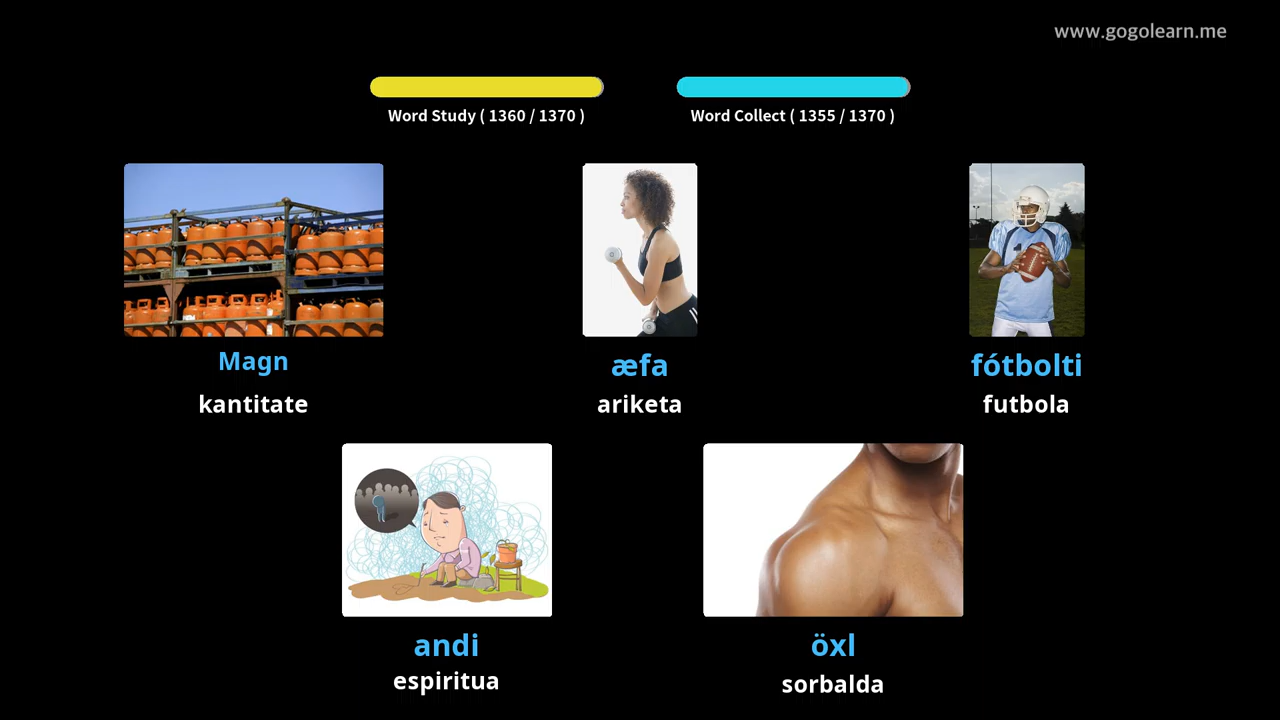 www.gogolearn.me
Word Study ( 1360 / 1370 )
Word Collect ( 1355 / 1370 )
Magn
kantitate
æfa
ariketa
fótbolti
futbola
andi
espiritua
öxl
sorbalda